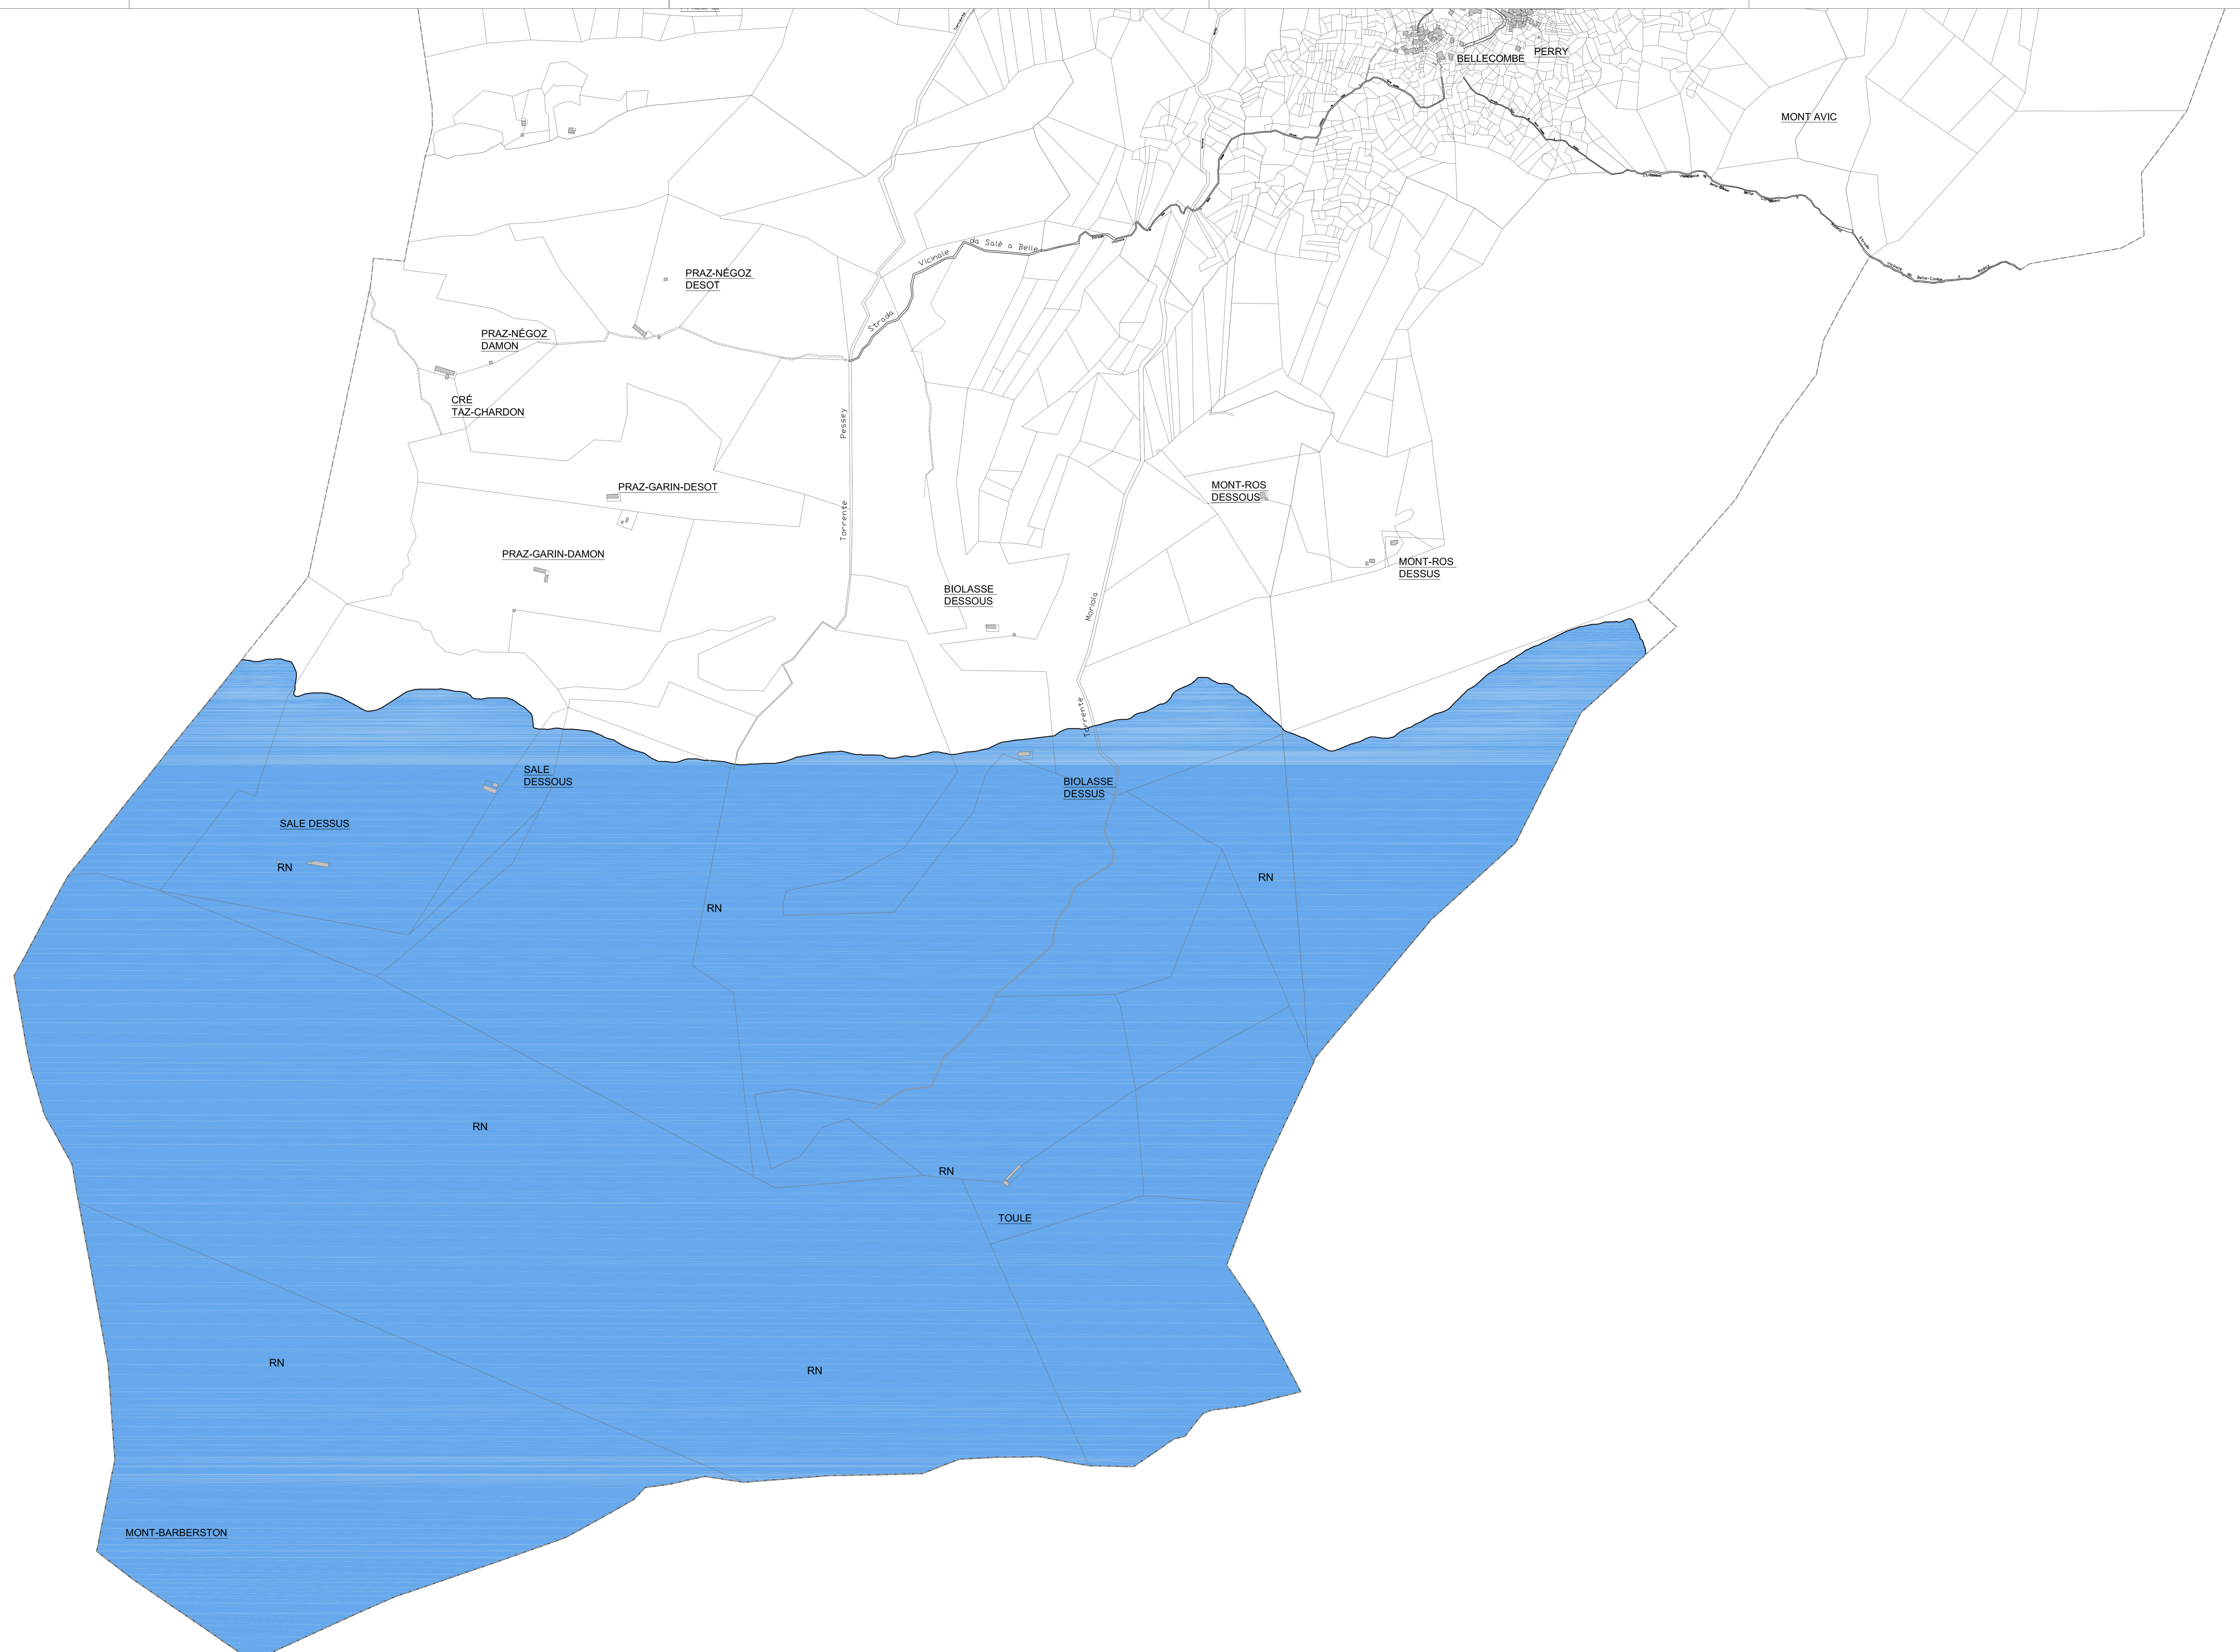 PERRY
BELLECOMBE
MONT AVIC
Torrente
da Salè a Belle
Vicinale
Strada
PRAZ-NÉGOZ
DESOT
PRAZ-NÉGOZ
DAMON
CRÉ
TAZ-CHARDON
Pessey
Torrente
PRAZ-GARIN-DESOT
MONT-ROS
DESSOUS
PRAZ-GARIN-DAMON
MONT-ROS
DESSUS
BIOLASSE
DESSOUS
Moriola
Torrente
SALE
DESSOUS
BIOLASSE
DESSUS
SALE DESSUS
RN
RN
RN
RN
RN
TOULE
RN
RN
MONT-BARBERSTON